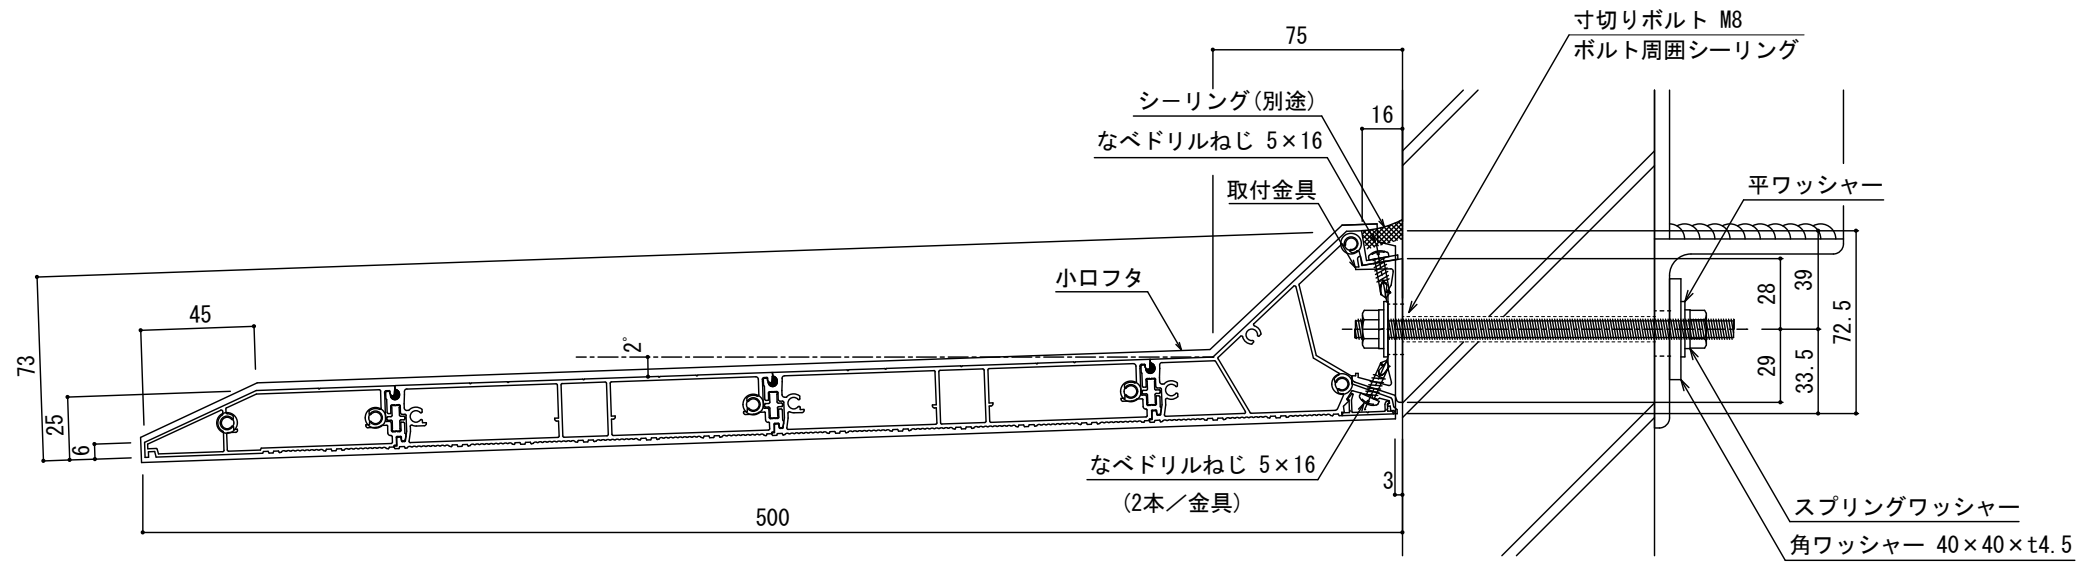 寸切りボルト M8
ボルト周囲シーリング
75
シーリング(別途)
16
なべドリルねじ 5×16
取付金具
平ワッシャー
小口フタ
45
2°
73
25
6
28
39
72.5
29
33.5
なべドリルねじ 5×16
(2本／金具)
3
500
スプリングワッシャー
角ワッシャー 40×40×t4.5